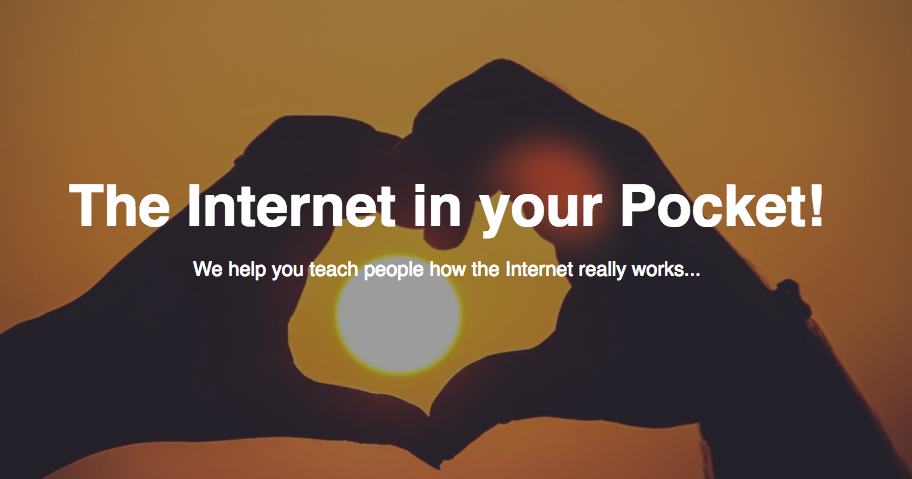 The Internet in your Pocket!
We help you teach people how the Internet really works...